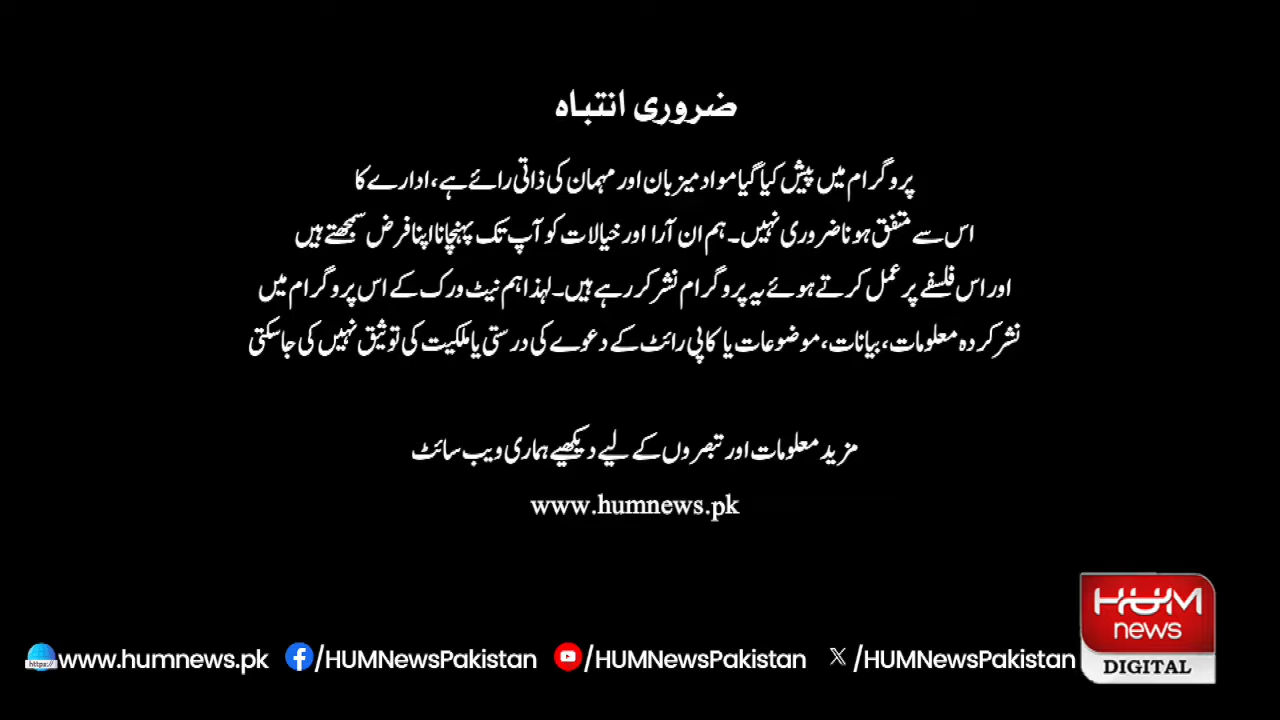 ضروری انتباہ
پروگرام میں پیش کیا گیا مواد میزبان اور مہمان کی ذاتی رائے ہے، ادارے کا
اس سے متفق ہونا ضروری نہیں۔ ہم ان آرا اور خیالات کو آپ تک پہنچانا اپنا فرض سمجھتے ہیں
اور اس فلسفے پر عمل کرتے ہوئے یہ پروگرام نشر کر رہے ہیں۔ لہذا ہم نیٹ ورک کے اس پروگرام میں
نشر کردہ معلومات، بیانات، موضوعات یا کاپی رائٹ کے دعوے کی درستی یا ملکیت کی توثیق نہیں کی جاسکتی
مزید معلومات اور تبصروں کے لیے دیکھیے ہماری ویب سائٹ
www.humnews.pk
HUM
news
DIGITAL
https:// www.humnews.pk /HUMNewsPakistan /HUMNewsPakistan X /HUMNewsPakistan